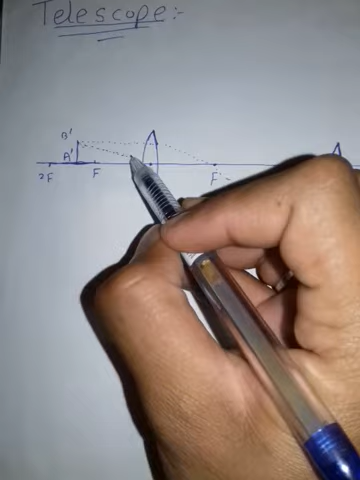 Telescope:-
B'
A'
2F F F